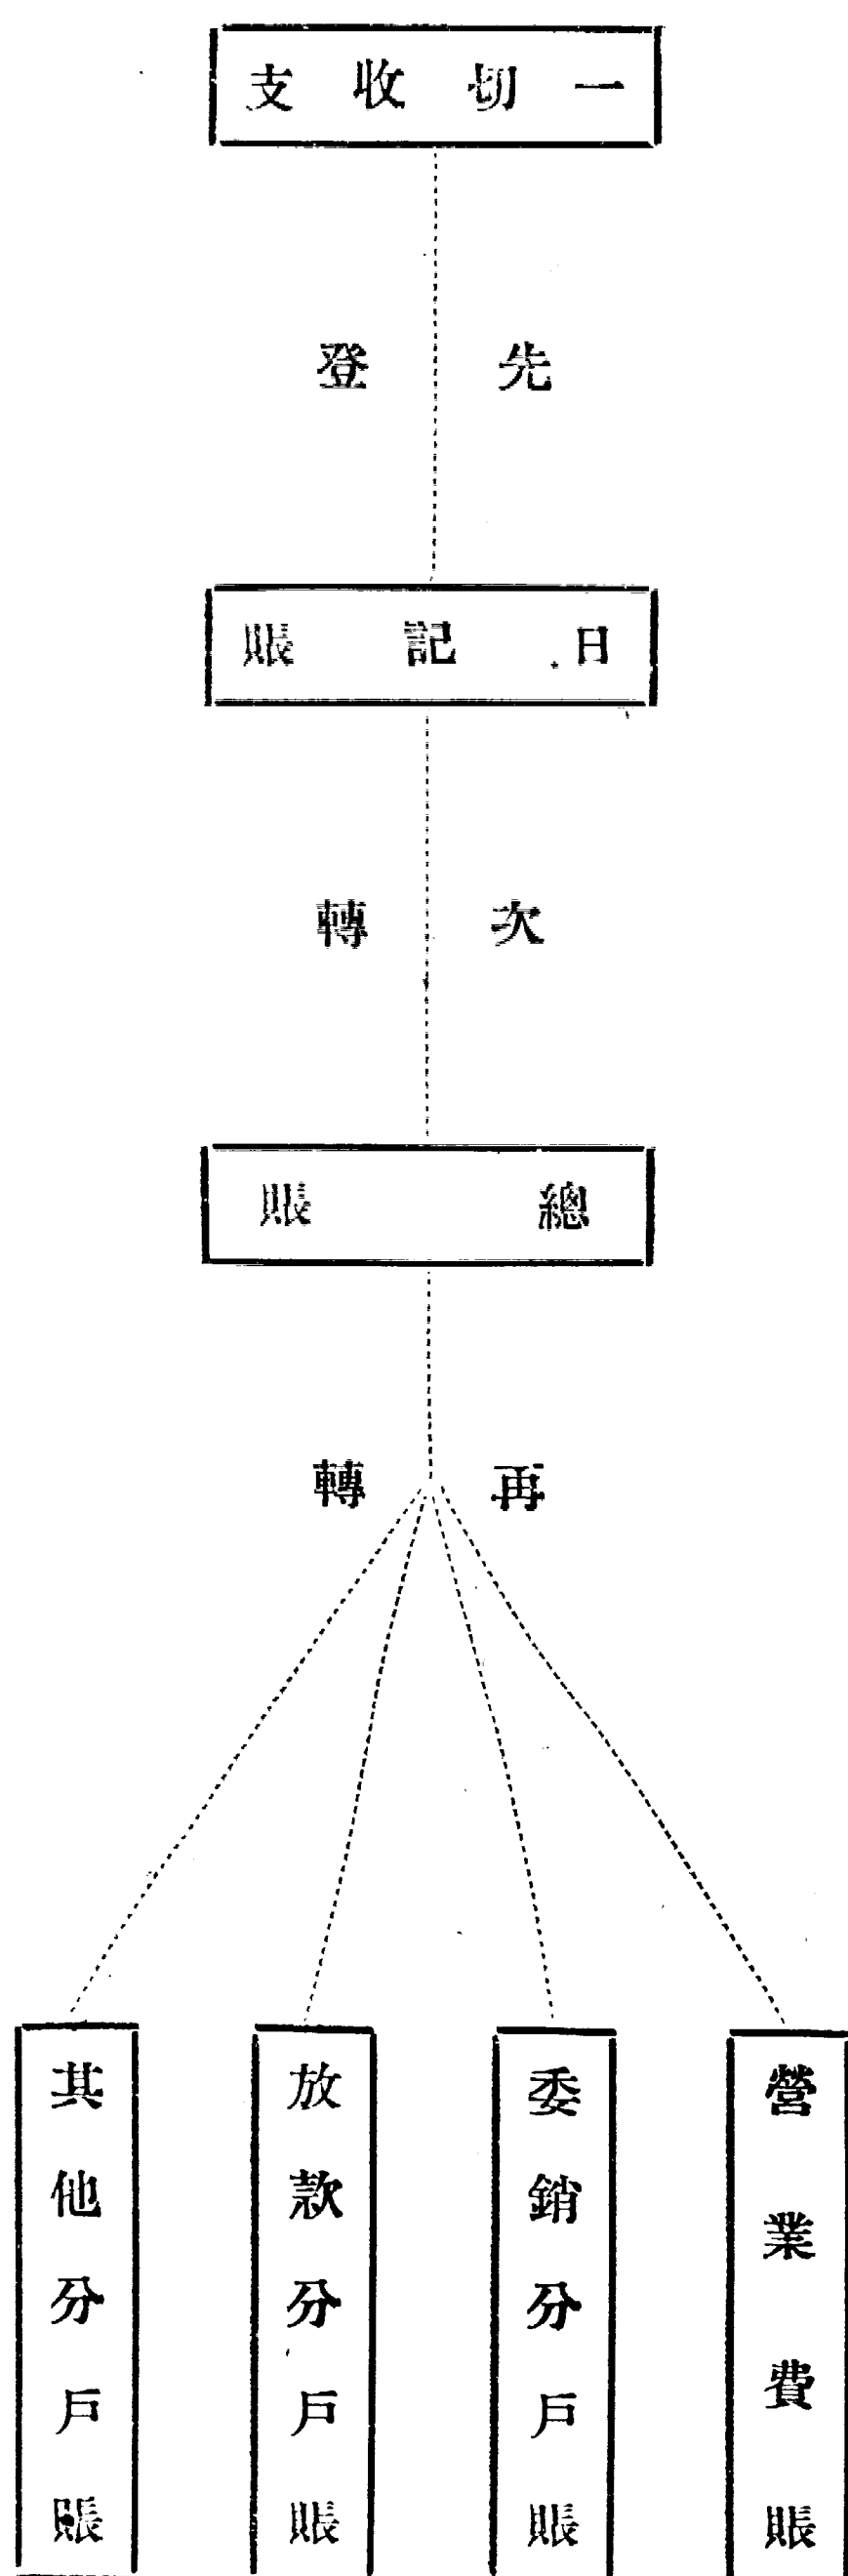 一切收支
先登
日記賬
次轉
總賬
再轉
營業費賬
委銷分戶賬
放款分戶賬
其他分戶賬